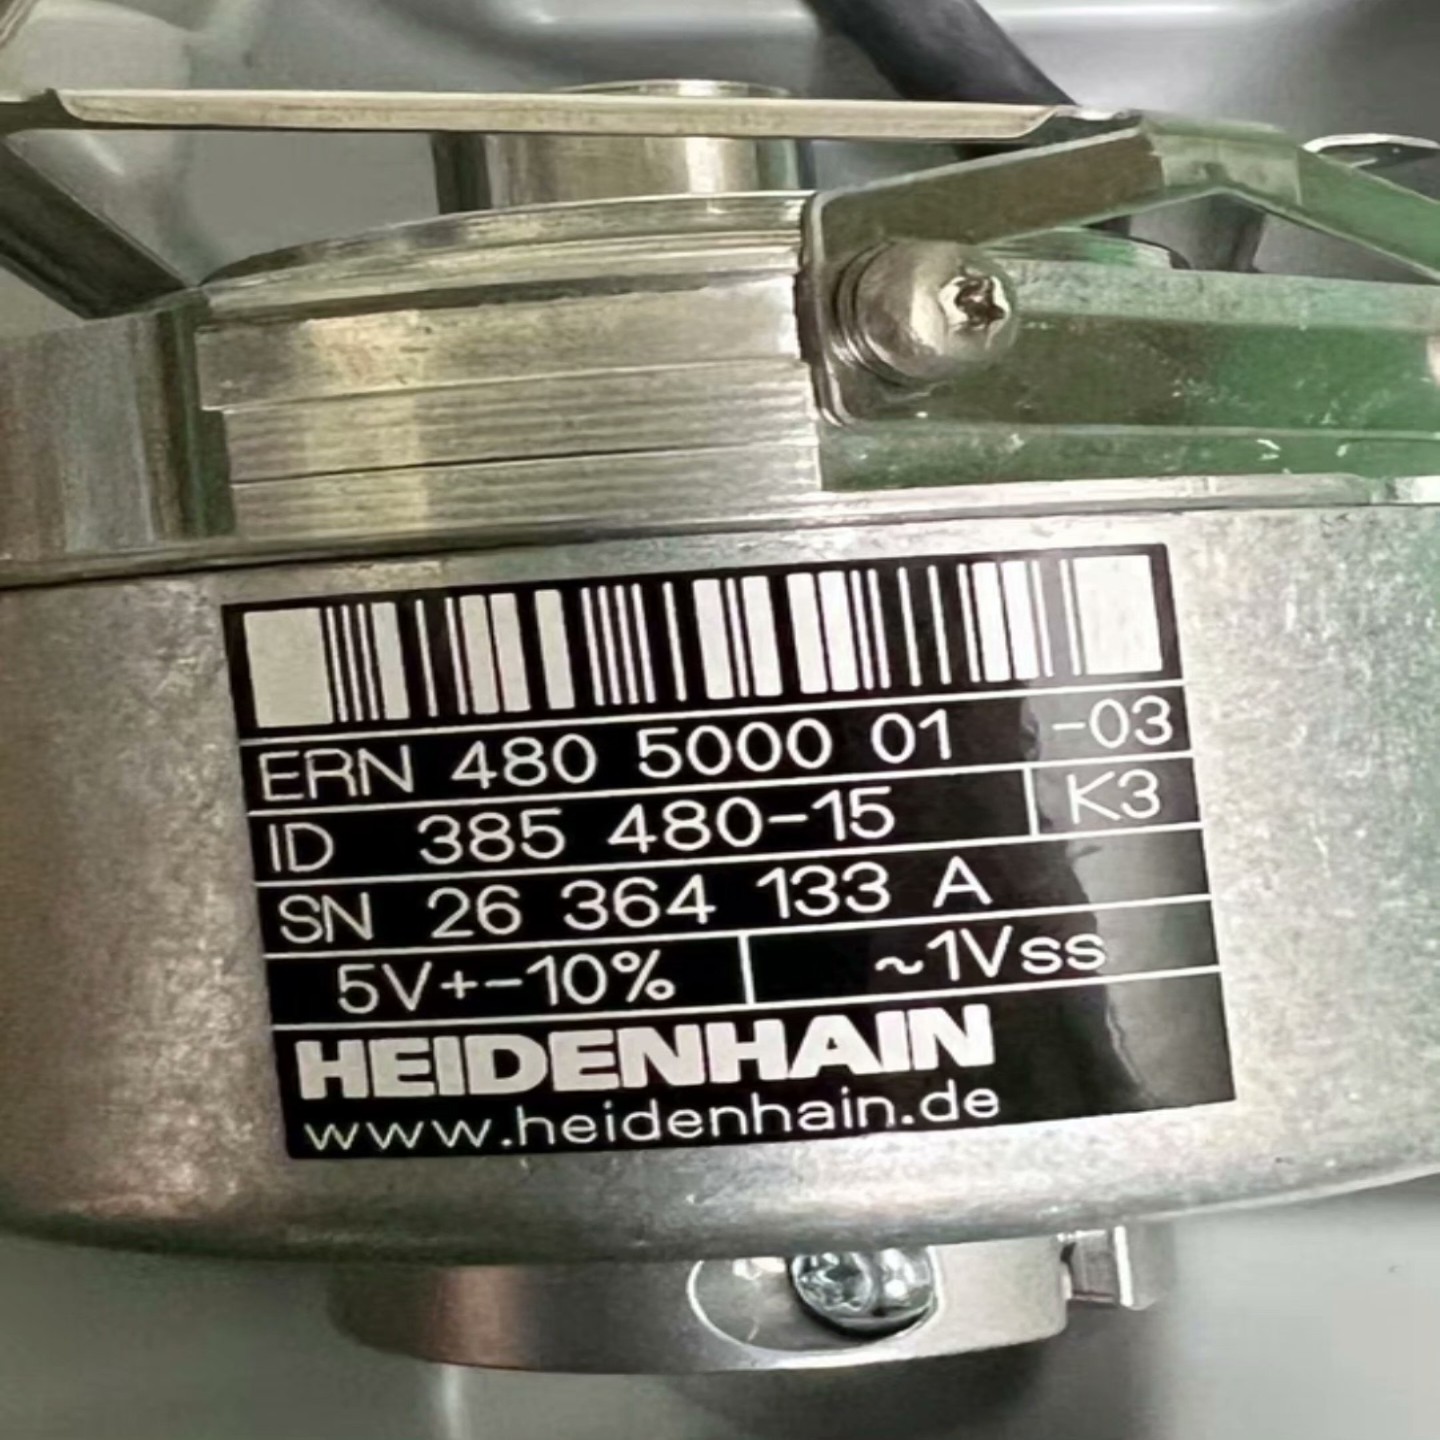 ERN 480 5000 01 -03
ID 385 480-15 K3
SN 26 364 133 A
5V+-10% ~1Vss
HEIDENHAIN
www.heidenhain.de